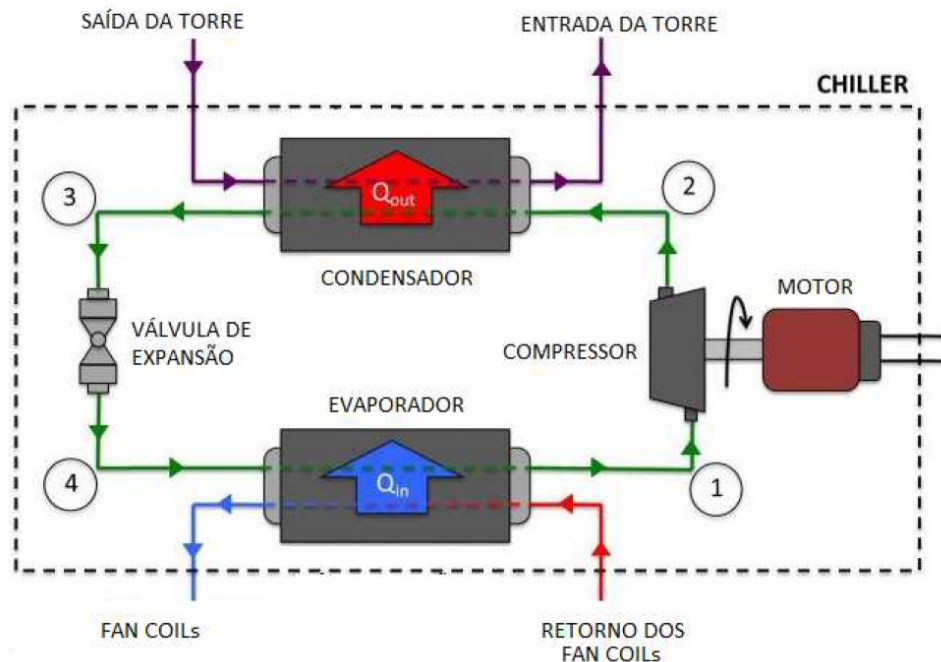 SAÍDA DA TORRE
ENTRADA DA TORRE
CHILLER
3
2
Qout
CONDENSADOR
MOTOR
VÁLVULA DE
EXPANSÃO
COMPRESSOR
EVAPORADOR
4
Qin
1
FAN COILs
RETORNO DOS
FAN COILs